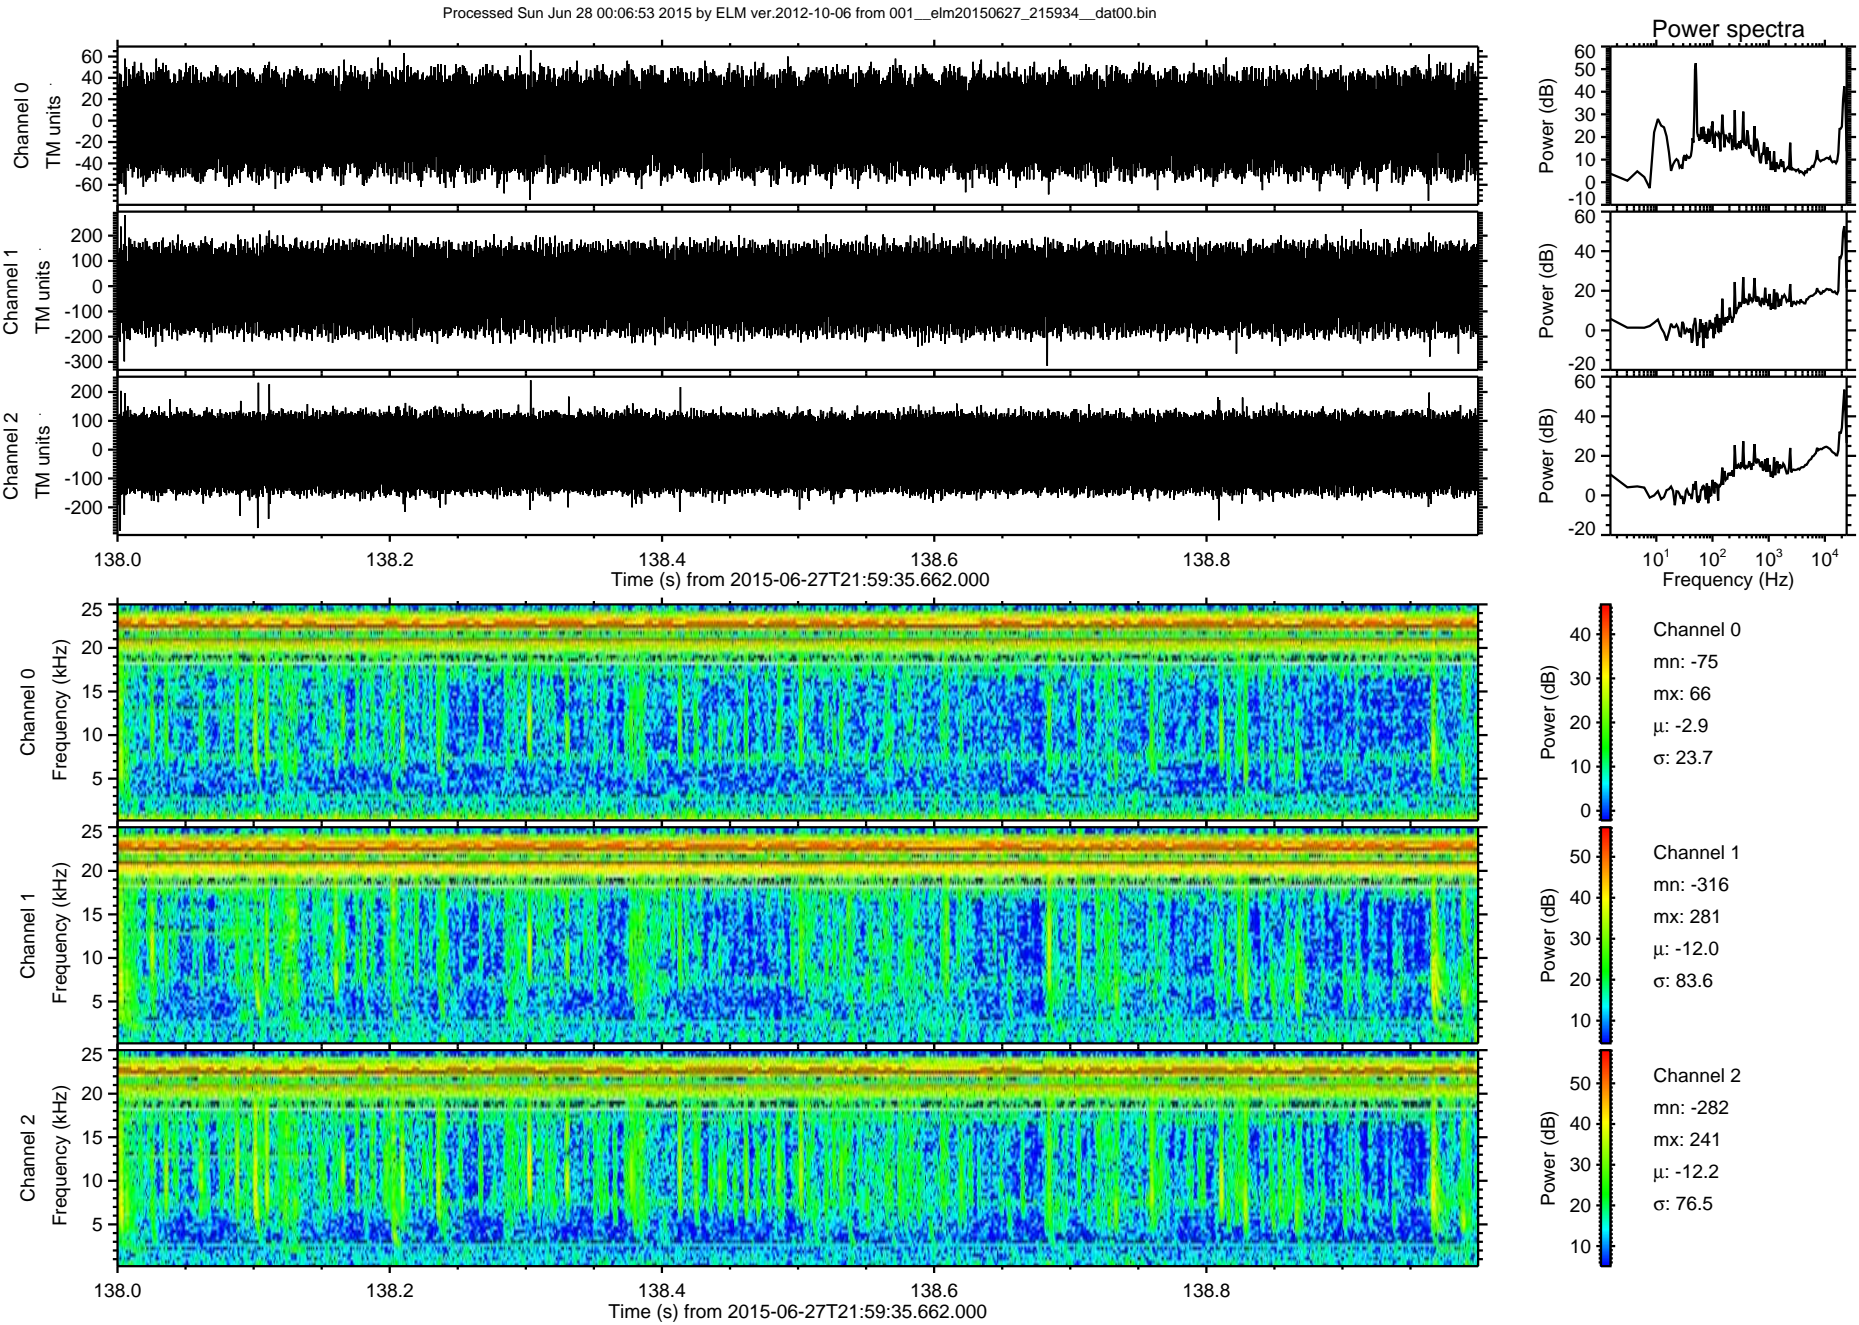 Processed Sun Jun 28 00:06:53 2015 by ELM ver.2012-10-06 from 001__elm20150627_215934__dat00.bin
Power spectra
Channel 0
TM units
60
40
20
0
-20
-40
-60
Power (dB)
60
50
40
30
20
10
0
-10
Channel 1
TM units
200
100
0
-100
-200
-300
Power (dB)
60
40
20
0
-20
Channel 2
TM units
200
100
0
-100
-200
Power (dB)
60
40
20
0
-20
138.0 138.2 138.4 138.6 138.8
Time (s) from 2015-06-27T21:59:35.662.000
10¹ 10² 10³ 10⁴
Frequency (Hz)
Channel 0
Frequency (kHz)
25
20
15
10
5
Power (dB)
40
30
20
10
0
Channel 0
mn: -75
mx: 66
μ: -2.9
σ: 23.7
Channel 1
Frequency (kHz)
25
20
15
10
5
Power (dB)
50
40
30
20
10
Channel 1
mn: -316
mx: 281
μ: -12.0
σ: 83.6
Channel 2
Frequency (kHz)
25
20
15
10
5
Power (dB)
50
40
30
20
10
Channel 2
mn: -282
mx: 241
μ: -12.2
σ: 76.5
138.0 138.2 138.4 138.6 138.8
Time (s) from 2015-06-27T21:59:35.662.000